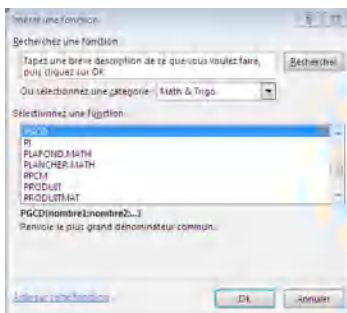 Insérer une fonction
Recherchez une fonction :
Tapez une brève description de ce que vous voulez faire, puis cliquez sur OK
Rechercher
Ou sélectionnez une catégorie : Math & Trigo
Sélectionnez une fonction :
PGCD
PI
PLAFOND.MATH
PLANCHER.MATH
PPCM
PRODUIT
PRODUITMAT
PGCD(nombre1;nombre2;...)
Renvoie le plus grand dénominateur commun.
Aide sur cette fonction
OK
Annuler